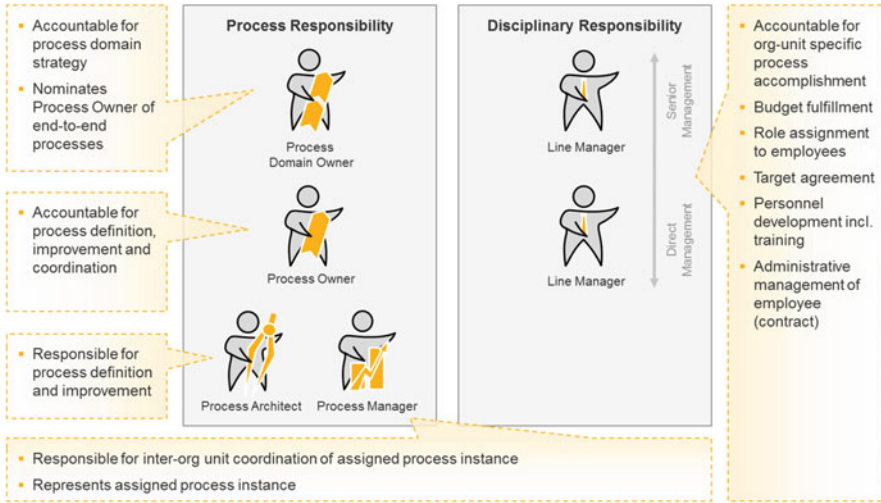 ▪ Accountable for
process domain
strategy
▪ Nominates
Process Owner of
end-to-end
processes
▪ Accountable for
process definition,
improvement and
coordination
▪ Responsible for
process definition
and improvement
Process Responsibility
Process
Domain Owner
Process Owner
Process Architect
Process Manager
Disciplinary Responsibility
Line Manager
Line Manager
Senior
Management
Direct
Management
▪ Accountable for
org-unit specific
process
accomplishment
▪ Budget fulfillment
▪ Role assignment
to employees
▪ Target agreement
▪ Personnel
development incl.
training
▪ Administrative
management of
employee
(contract)
▪ Responsible for inter-org unit coordination of assigned process instance
▪ Represents assigned process instance